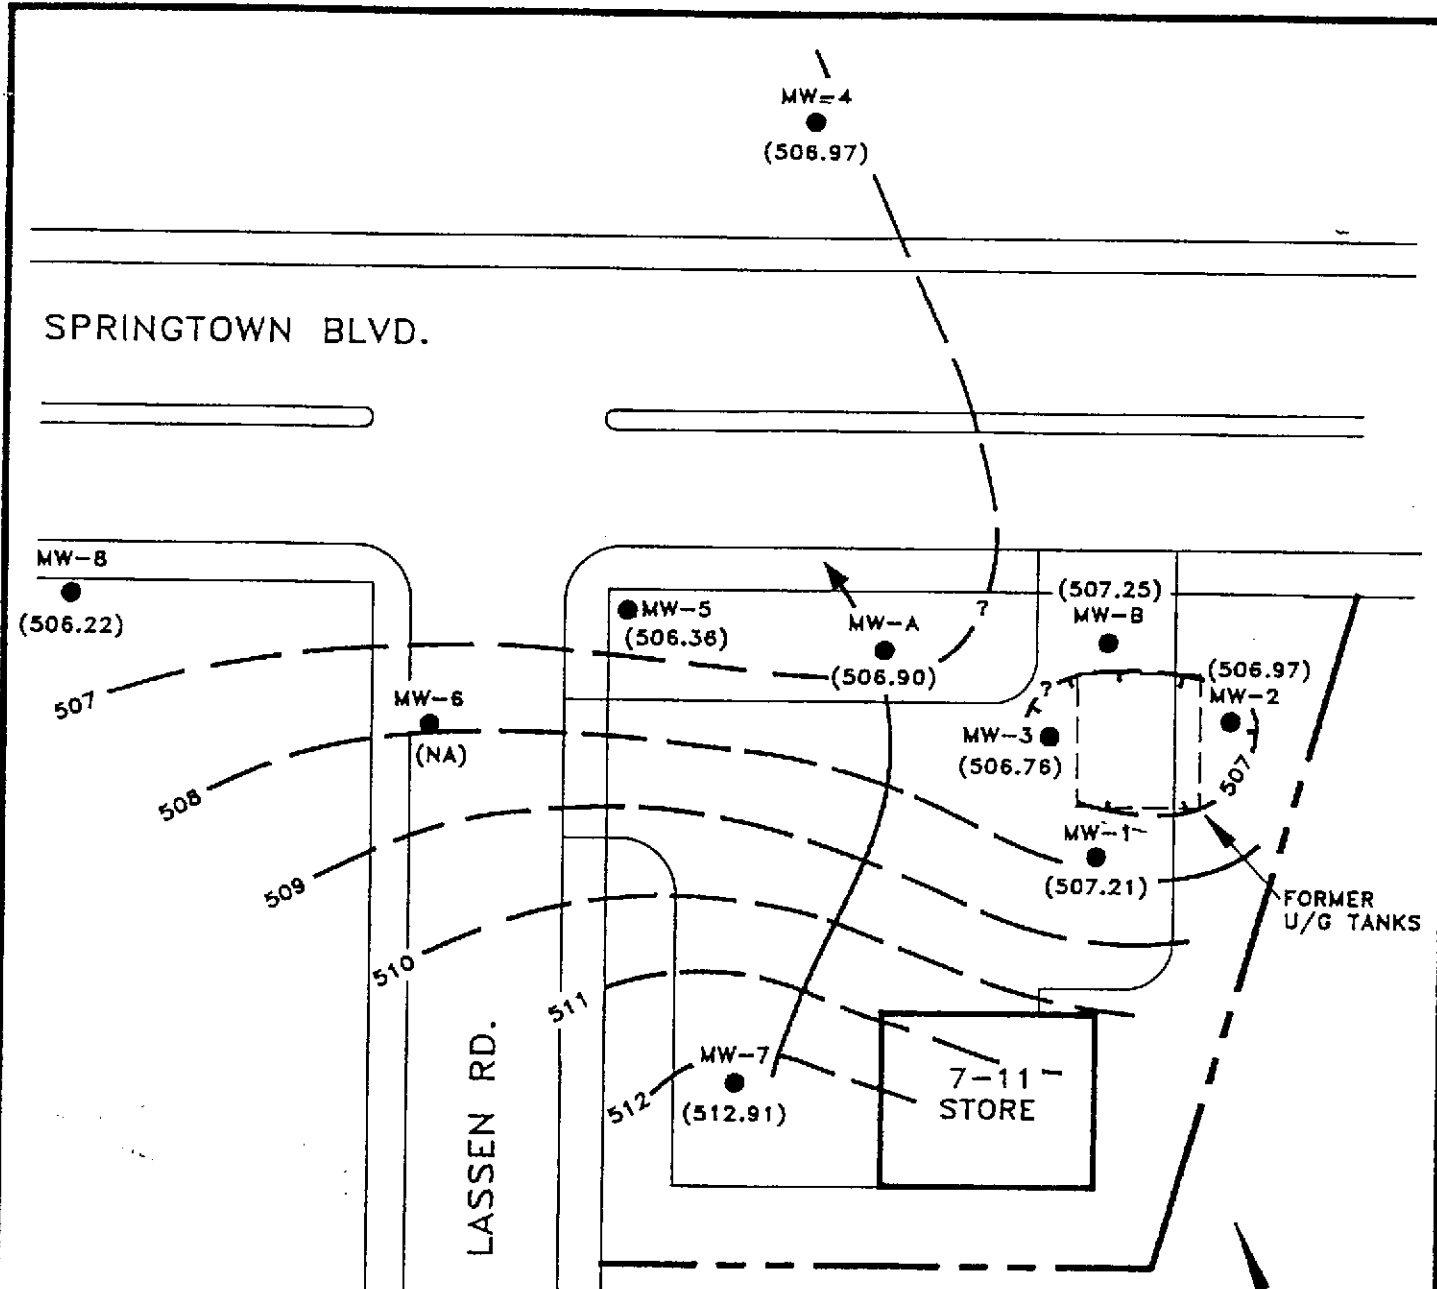 MW-4
(506.97)
SPRINGTOWN BLVD.
MW-8
(506.22)
MW-5
(506.36)
MW-A
(506.90)
?
(507.25)
MW-B
(506.97)
MW-2
?
MW-3
(506.76)
507
MW-6
(NA)
507
508
MW-1
(507.21)
509
FORMER
U/G TANKS
510
511
LASSEN RD.
MW-7
(512.91)
512
7-11
STORE